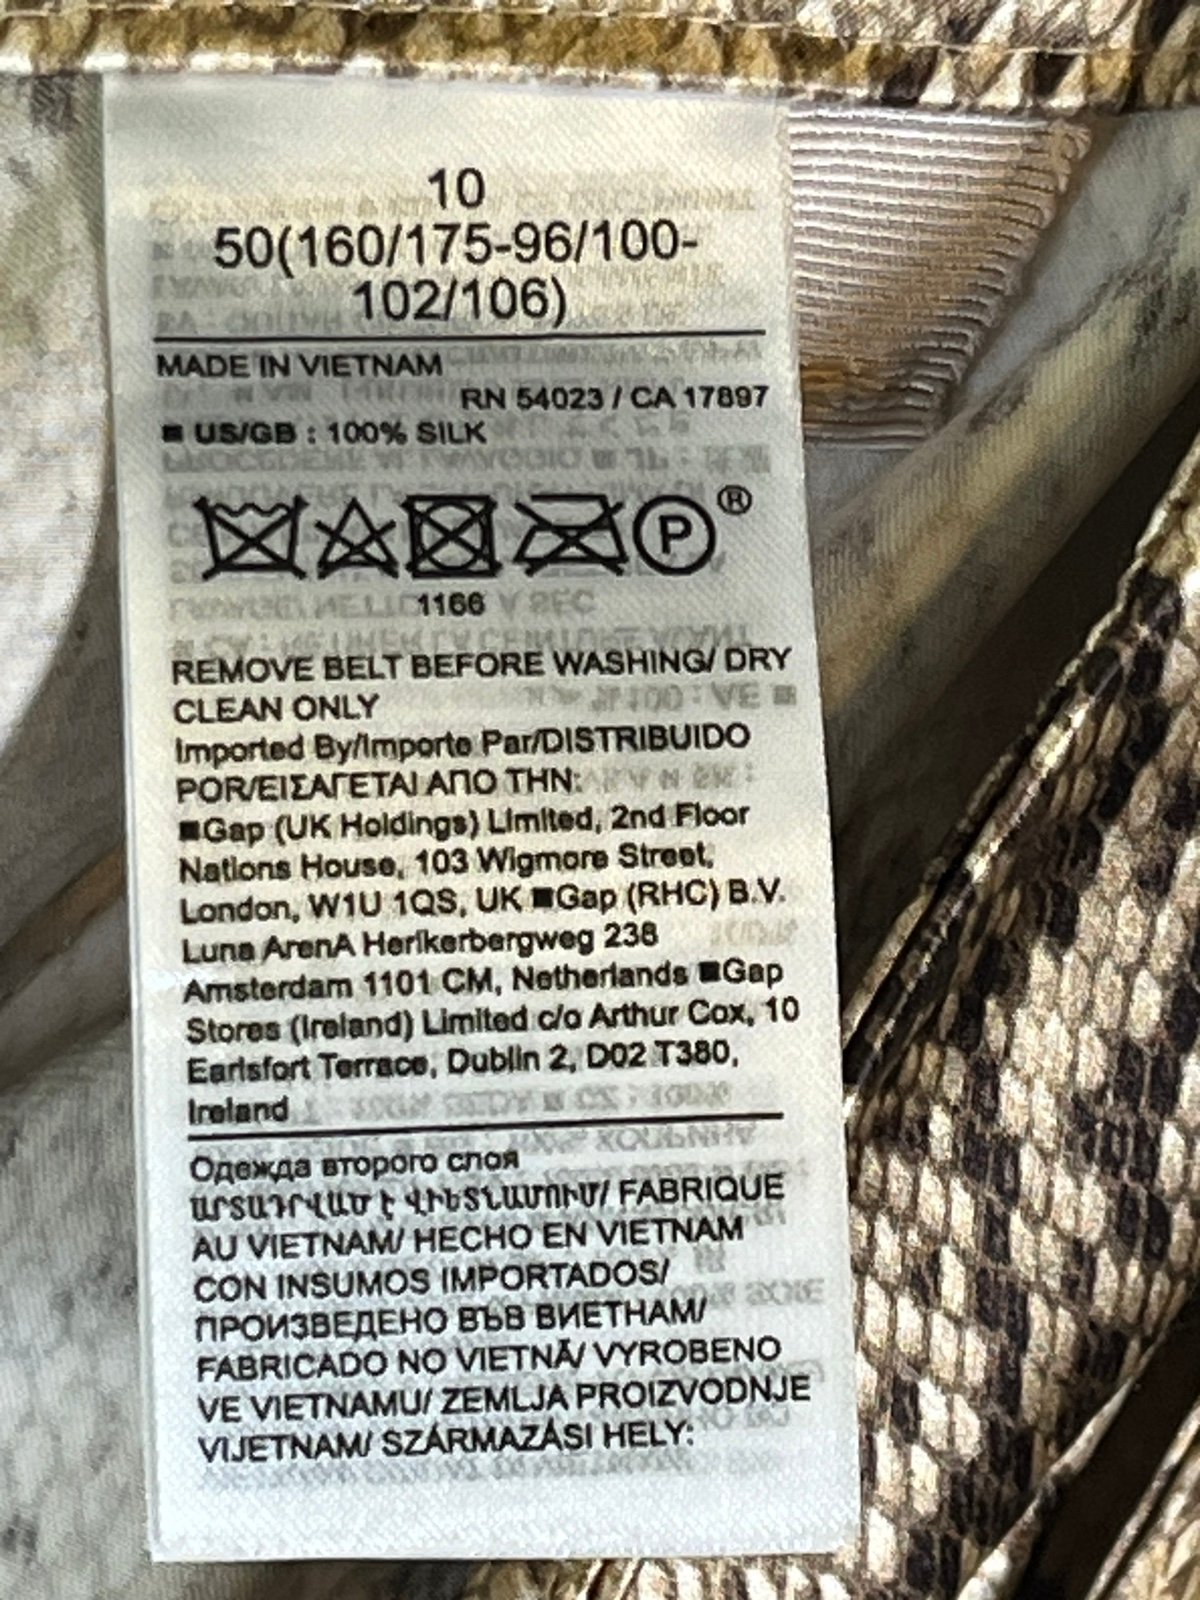 10
50(160/175-96/100-
102/106)
MADE IN VIETNAM
RN 54023 / CA 17897
■ US/GB : 100% SILK
P ®
1166
REMOVE BELT BEFORE WASHING/ DRY
CLEAN ONLY
Imported By/Importe Par/DISTRIBUIDO
POR/ΕΙΣΑΓΕΤΑΙ ΑΠΟ ΤΗΝ:
■Gap (UK Holdings) Limited, 2nd Floor
Nations House, 103 Wigmore Street,
London, W1U 1QS, UK ■Gap (RHC) B.V.
Luna ArenA Herikerbergweg 238
Amsterdam 1101 CM, Netherlands ■Gap
Stores (Ireland) Limited c/o Arthur Cox, 10
Earlsfort Terrace, Dublin 2, D02 T380,
Ireland
Одежда второго слоя
ԱՐՏԱԴՐՎԱԾ Է ՎԻԵՏՆԱՄՈՒՄ/ FABRIQUE
AU VIETNAM/ HECHO EN VIETNAM
CON INSUMOS IMPORTADOS/
ПРОИЗВЕДЕНО ВЪВ ВИЕТНАМ/
FABRICADO NO VIETNÃ/ VYROBENO
VE VIETNAMU/ ZEMLJA PROIZVODNJE
VIJETNAM/ SZÁRMAZÁSI HELY: